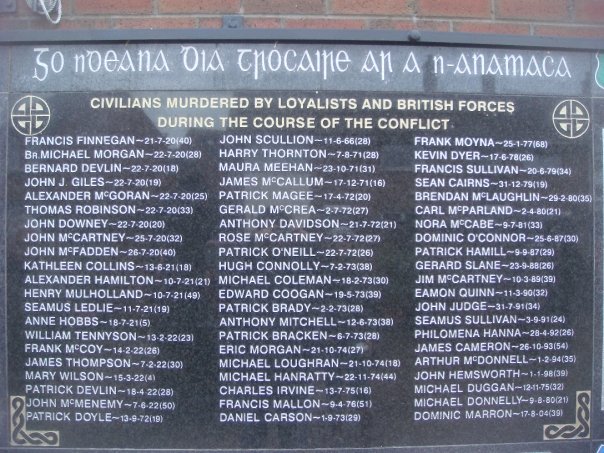 Go nDeana Dia Trócaire ar a n-anamaca
CIVILIANS MURDERED BY LOYALISTS AND BRITISH FORCES
DURING THE COURSE OF THE CONFLICT
FRANCIS FINNEGAN~21-7-20(40)
Br.MICHAEL MORGAN~22-7-20(28)
BERNARD DEVLIN~22-7-20(18)
JOHN J. GILES~22-7-20(19)
ALEXANDER McGORAN~22-7-20(25)
THOMAS ROBINSON~22-7-20(33)
JOHN DOWNEY~22-7-20(20)
JOHN McCARTNEY~25-7-20(32)
JOHN McFADDEN~26-7-20(40)
KATHLEEN COLLINS~13-6-21(18)
ALEXANDER HAMILTON~10-7-21(21)
HENRY MULHOLLAND~10-7-21(49)
SEAMUS LEDLIE~11-7-21(19)
ANNE HOBBS~18-7-21(5)
WILLIAM TENNYSON~13-2-22(23)
FRANK McCOY~14-2-22(26)
JAMES THOMPSON~7-2-22(30)
MARY WILSON~15-3-22(4)
PATRICK DEVLIN~18-4-22(28)
JOHN McMENEMY~7-6-22(50)
PATRICK DOYLE~13-9-72(19)
JOHN SCULLION~11-6-66(28)
HARRY THORNTON~7-8-71(28)
MAURA MEEHAN~23-10-71(31)
JAMES McCALLUM~17-12-71(16)
PATRICK MAGEE~17-4-72(20)
GERALD McCREA~2-7-72(27)
ANTHONY DAVIDSON~21-7-72(21)
ROSE McCARTNEY~22-7-72(27)
PATRICK O'NEILL~22-7-72(26)
HUGH CONNOLLY~7-2-73(38)
MICHAEL COLEMAN~18-2-73(30)
EDWARD COOGAN~19-5-73(39)
PATRICK BRADY~2-2-73(28)
ANTHONY MITCHELL~12-6-73(38)
PATRICK BRACKEN~6-7-73(28)
ERIC MORGAN~21-10-74(27)
MICHAEL LOUGHRAN~21-10-74(18)
MICHAEL HANRATTY~22-11-74(44)
CHARLES IRVINE~13-7-75(16)
FRANCIS MALLON~9-4-76(51)
DANIEL CARSON~1-9-73(29)
FRANK MOYNA~25-1-77(68)
KEVIN DYER~17-6-78(26)
FRANCIS SULLIVAN~20-6-79(34)
SEAN CAIRNS~31-12-79(19)
BRENDAN McLAUGHLIN~29-2-80(35)
CARL McPARLAND~2-4-80(21)
NORA McCABE~9-7-81(33)
DOMINIC O'CONNOR~25-6-87(30)
PATRICK HAMILL~9-9-87(29)
GERARD SLANE~23-9-88(26)
JIM McCARTNEY~10-3-89(39)
EAMON QUINN~11-3-90(32)
JOHN JUDGE~31-7-91(34)
SEAMUS SULLIVAN~3-9-91(24)
PHILOMENA HANNA~28-4-92(26)
JAMES CAMERON~26-10-93(54)
ARTHUR McDONNELL~1-2-94(35)
JOHN HEMSWORTH~1-1-98(39)
MICHAEL DUGGAN~12-11-75(32)
MICHAEL DONNELLY~9-8-80(21)
DOMINIC MARRON~17-8-04(39)